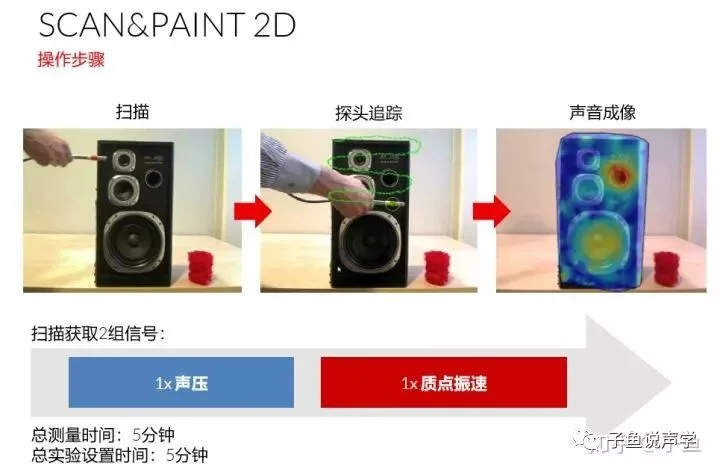 SCAN&PAINT 2D
操作步骤
扫描
探头追踪
声音成像
扫描获取2组信号：
1x 声压
1x 质点振速
总测量时间：5分钟
总实验设置时间：5分钟
子鱼说声学